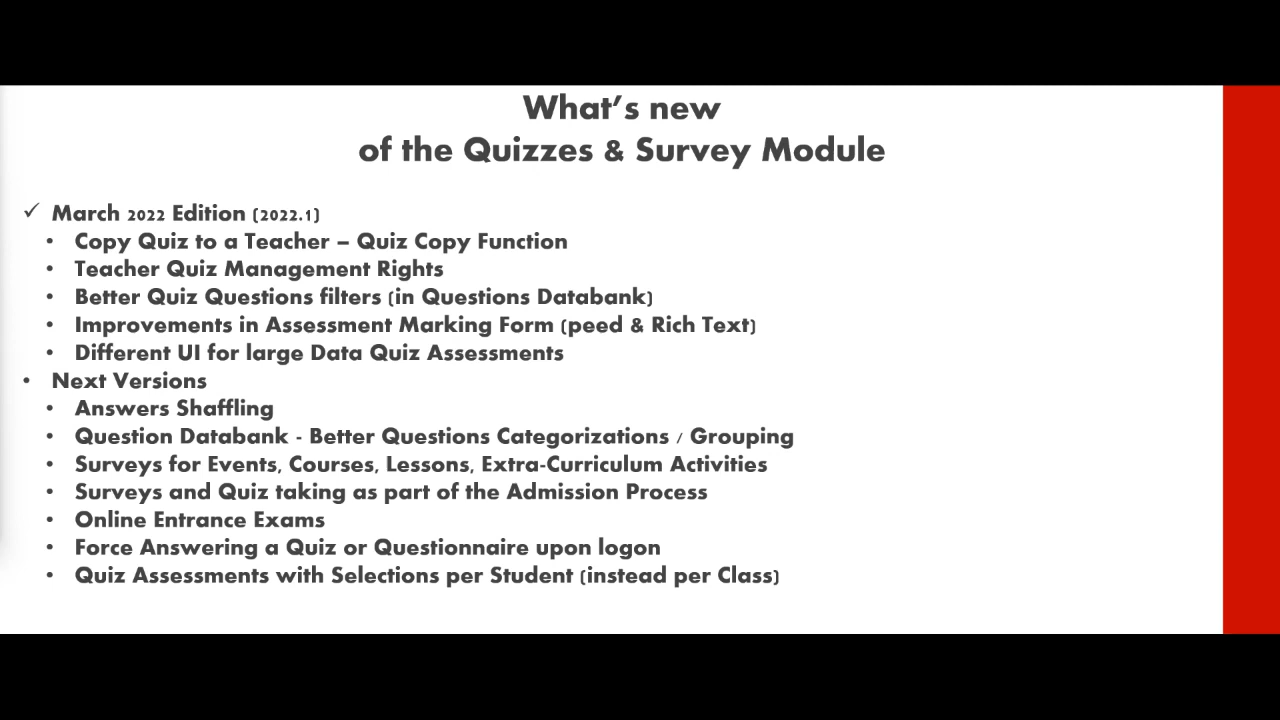 What's new
of the Quizzes & Survey Module
✓ March 2022 Edition (2022.1)
• Copy Quiz to a Teacher – Quiz Copy Function
• Teacher Quiz Management Rights
• Better Quiz Questions filters (in Questions Databank)
• Improvements in Assessment Marking Form (peed & Rich Text)
• Different UI for large Data Quiz Assessments
• Next Versions
• Answers Shaffling
• Question Databank - Better Questions Categorizations / Grouping
• Surveys for Events, Courses, Lessons, Extra-Curriculum Activities
• Surveys and Quiz taking as part of the Admission Process
• Online Entrance Exams
• Force Answering a Quiz or Questionnaire upon logon
• Quiz Assessments with Selections per Student (instead per Class)